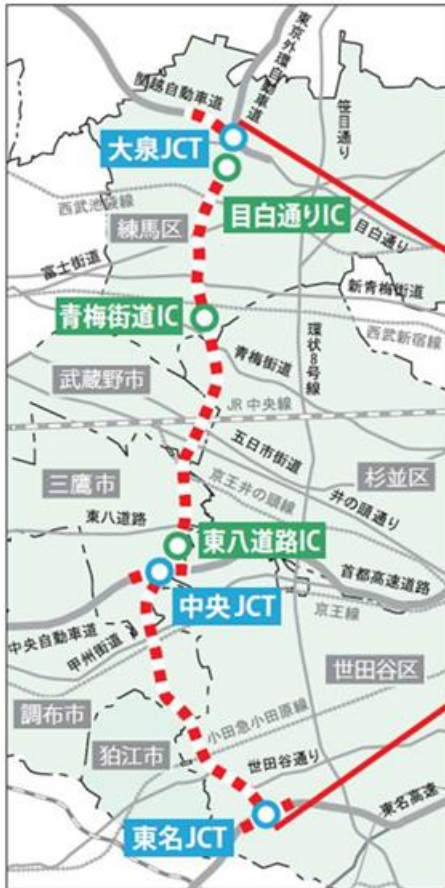 関越自動車道
東京外環自動車道
笹目通り
大泉JCT
目白通りIC
西武池袋線
練馬区
目白通り
富士街道
新青梅街道
青梅街道IC
西武新宿線
環状8号線
青梅街道
武蔵野市
JR中央線
五日市街道
三鷹市
京王井の頭線
井の頭通り
杉並区
東八道路
東八道路IC
首都高速道路
中央JCT
京王線
中央自動車道
甲州街道
世田谷区
調布市
小田急小田原線
狛江市
世田谷通り
東名高速
東名JCT